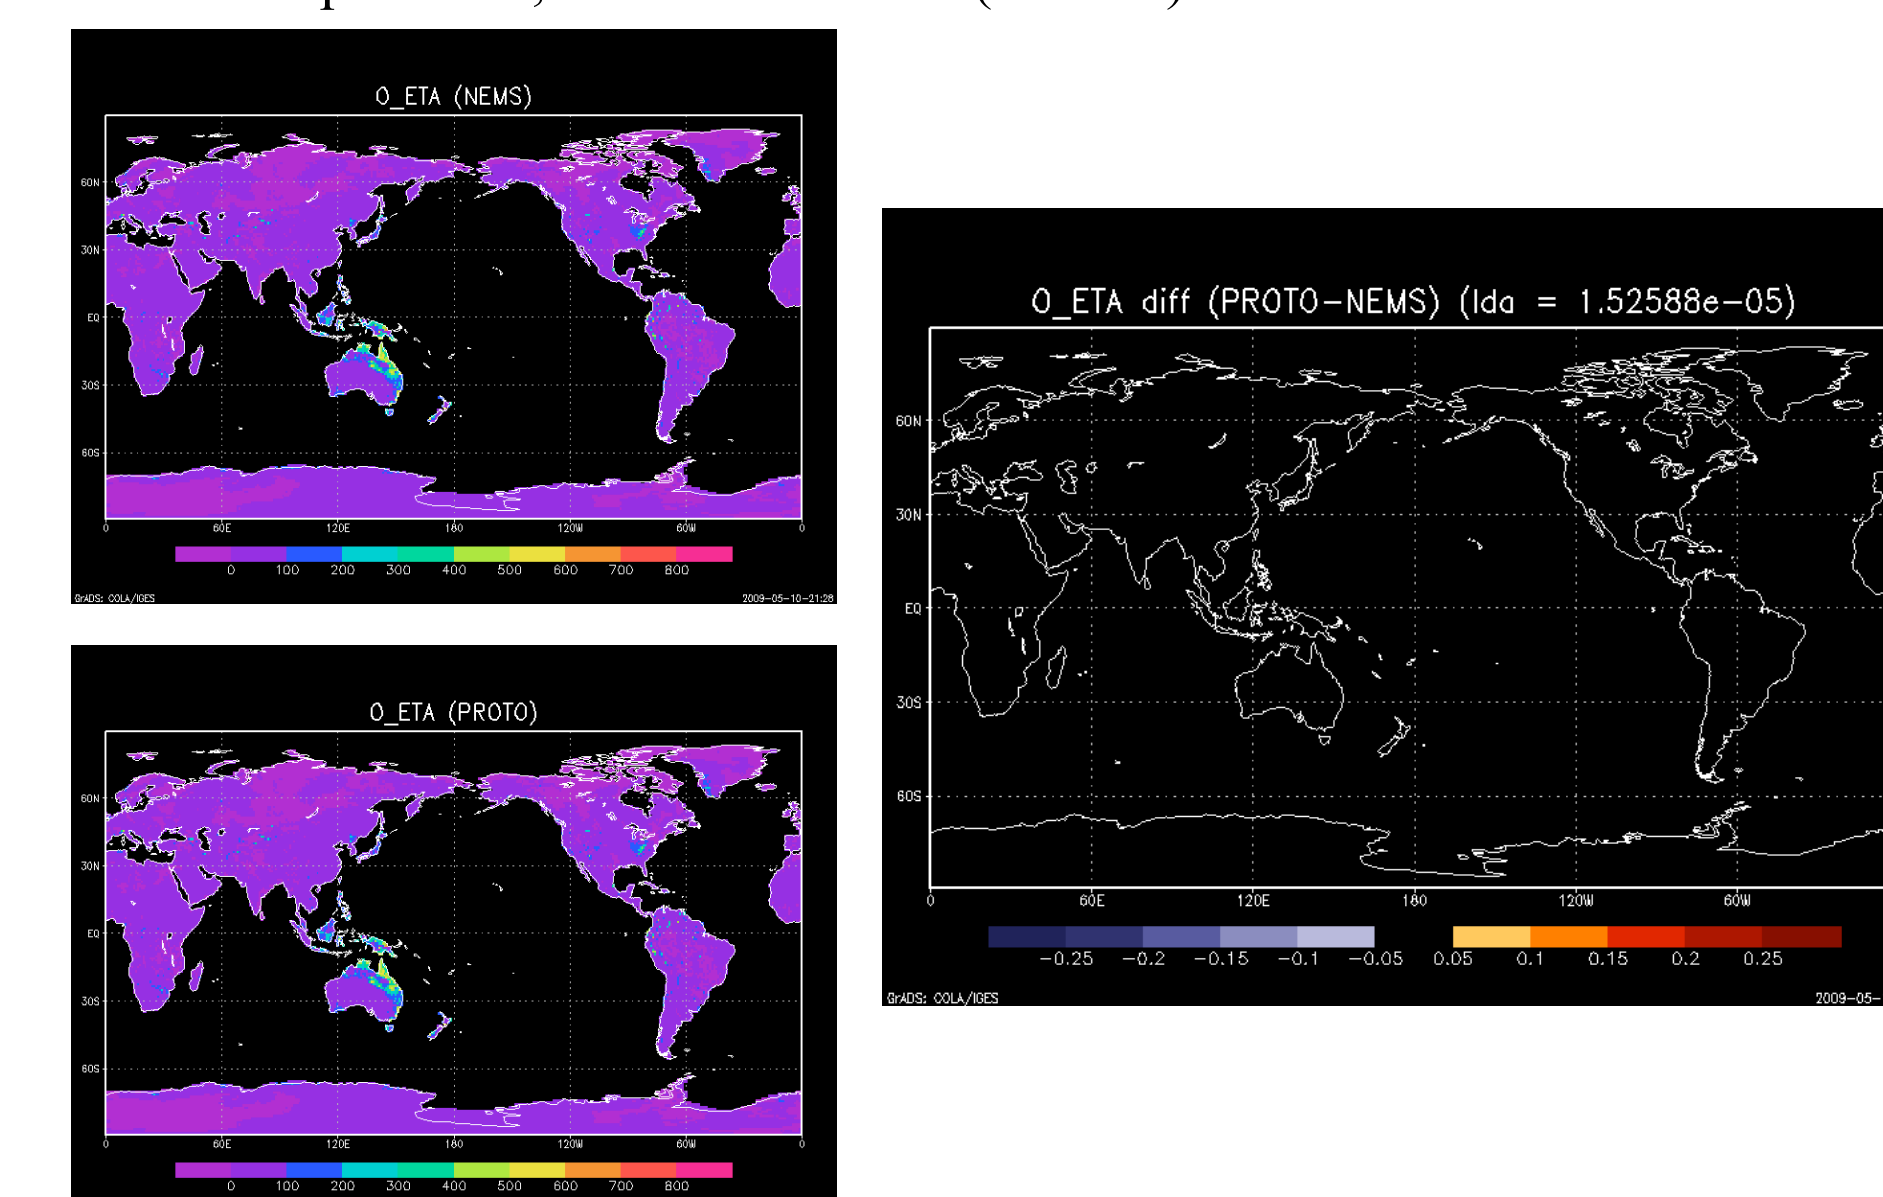 O_ETA (NEMS)
60N
30N
EQ
30S
60S
0 60E 120E 180 120W 60W 0
0 100 200 300 400 500 600 700 800
GrADS: COLA/IGES 2009-05-10-21:28
O_ETA (PROTO)
60N
30N
EQ
30S
60S
0 60E 120E 180 120W 60W 0
0 100 200 300 400 500 600 700 800
O_ETA diff (PROTO-NEMS) (lda = 1.52588e-05)
60N
30N
EQ
30S
60S
0 60E 120E 180 120W 60W
-0.25 -0.2 -0.15 -0.1 -0.05 0.05 0.1 0.15 0.2 0.25
GrADS: COLA/IGES 2009-05-